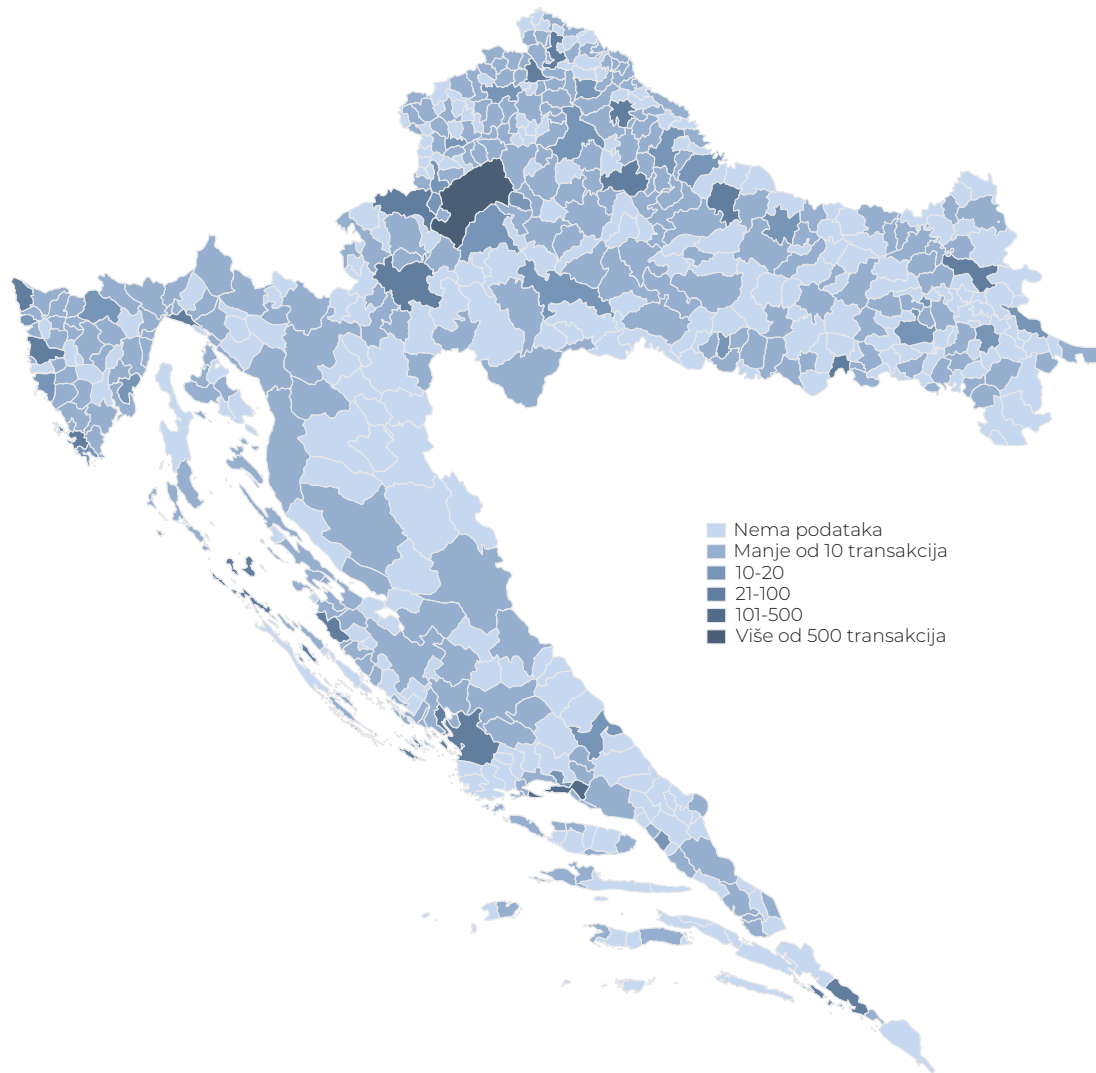 Nema podataka
Manje od 10 transakcija
10-20
21-100
101-500
Više od 500 transakcija